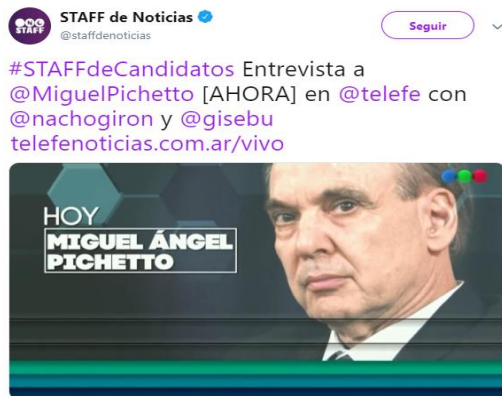 STAFF
STAFF de Noticias
@staffdenoticias
Seguir
#STAFFdeCandidatos Entrevista a
@MiguelPichetto [AHORA] en @telefe con
@nachogiron y @gisebu
telefenoticias.com.ar/vivo
HOY
MIGUEL ÁNGEL
PICHETTO